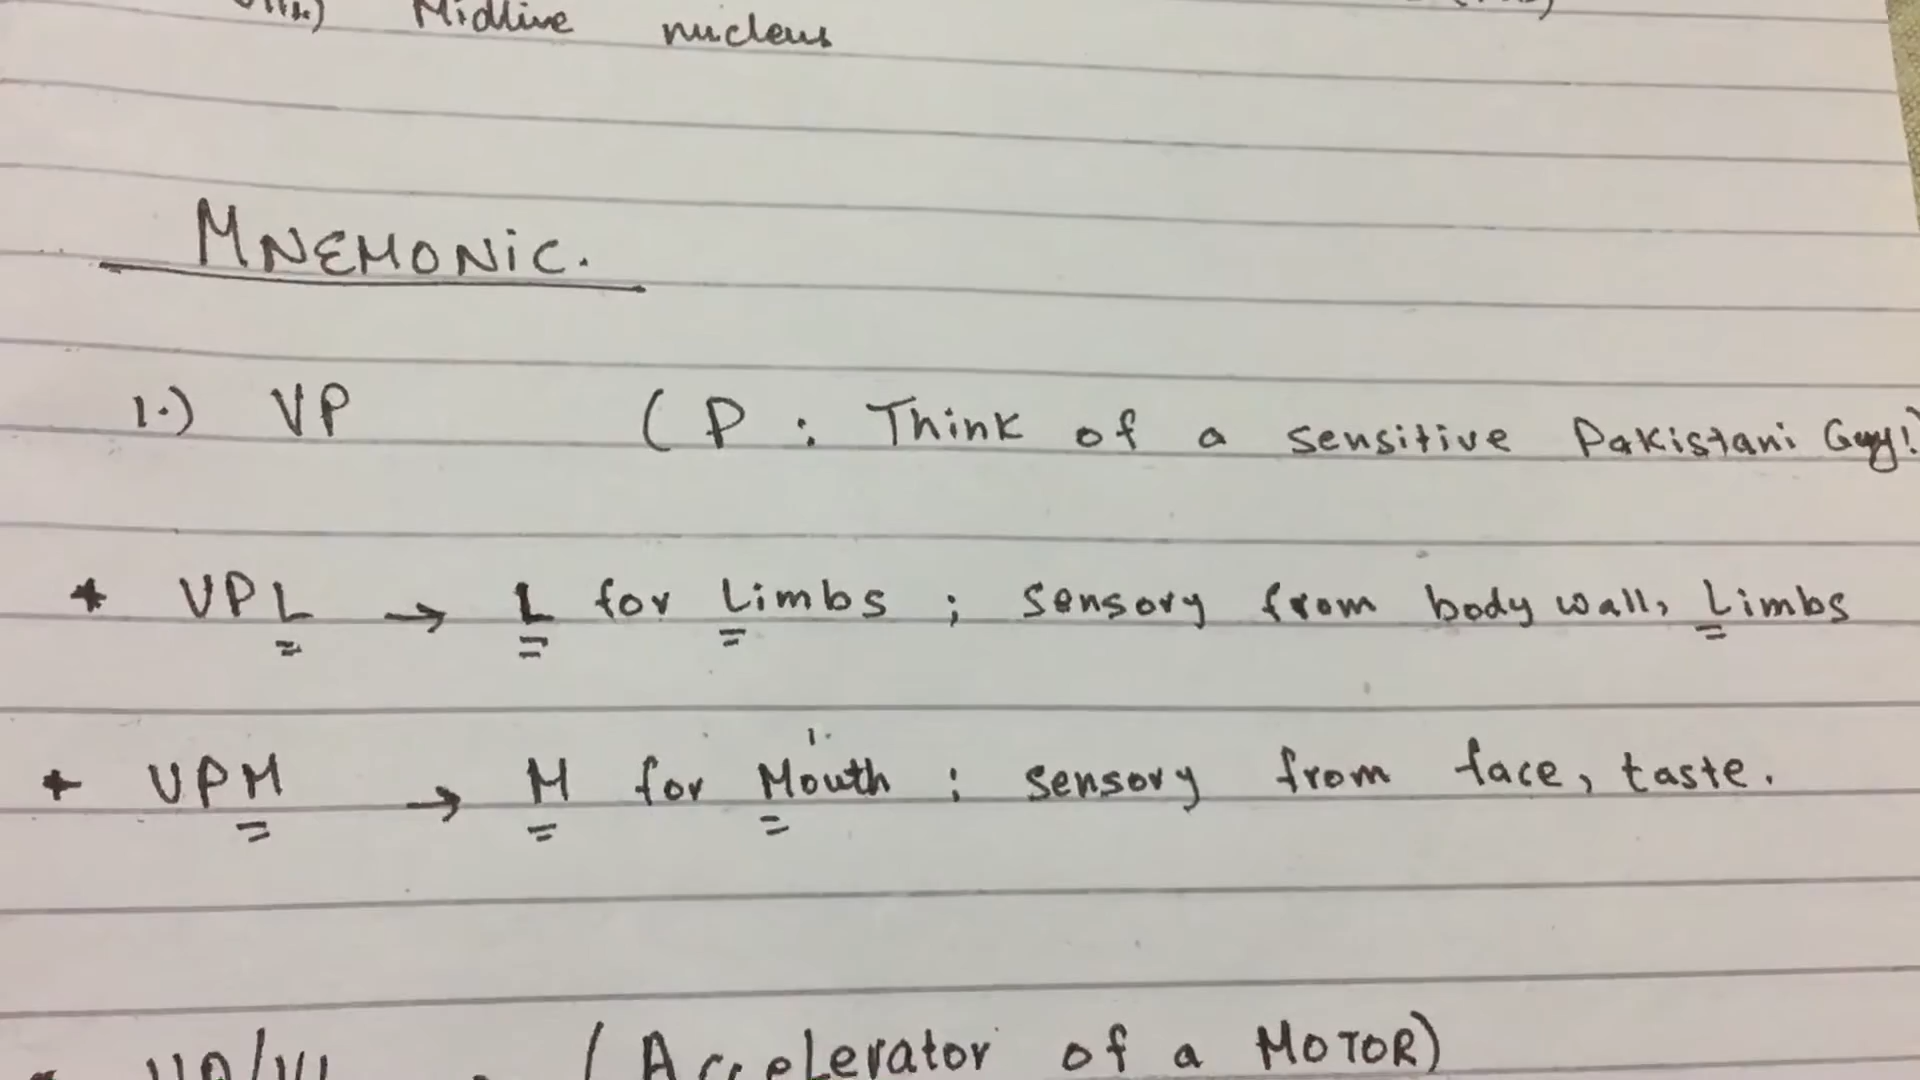 Midline nucleus
MNEMONIC.
1.) VP (P: Think of a sensitive Pakistani Guy!)
* VPL → L for Limbs ; sensory from body wall, Limbs
* VPM → M for Mouth ; sensory from face, taste.
(Accelerator of a MOTOR)